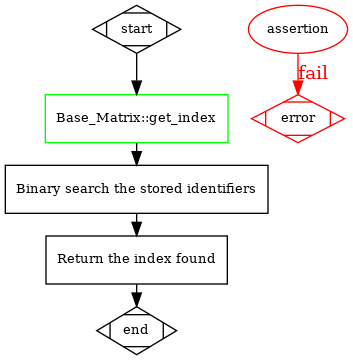 start
assertion
fail
Base_Matrix::get_index
error
Binary search the stored identifiers
Return the index found
end